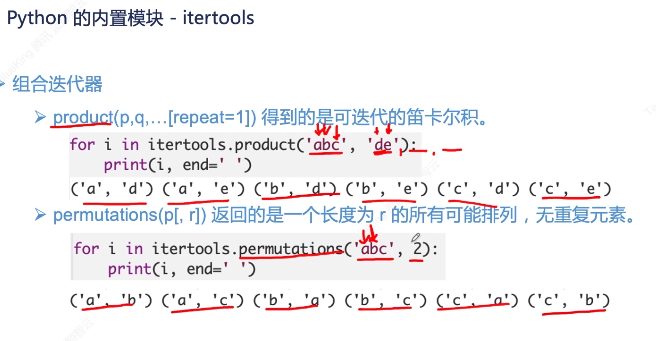 Python 的内置模块 - itertools
组合迭代器
product(p,q,…[repeat=1]) 得到的是可迭代的笛卡尔积。
for i in itertools.product('abc', 'de'):
print(i, end=' ')
('a', 'd') ('a', 'e') ('b', 'd') ('b', 'e') ('c', 'd') ('c', 'e')
permutations(p[, r]) 返回的是一个长度为 r 的所有可能排列，无重复元素。
for i in itertools.permutations('abc', 2):
print(i, end=' ')
('a', 'b') ('a', 'c') ('b', 'a') ('b', 'c') ('c', 'a') ('c', 'b')